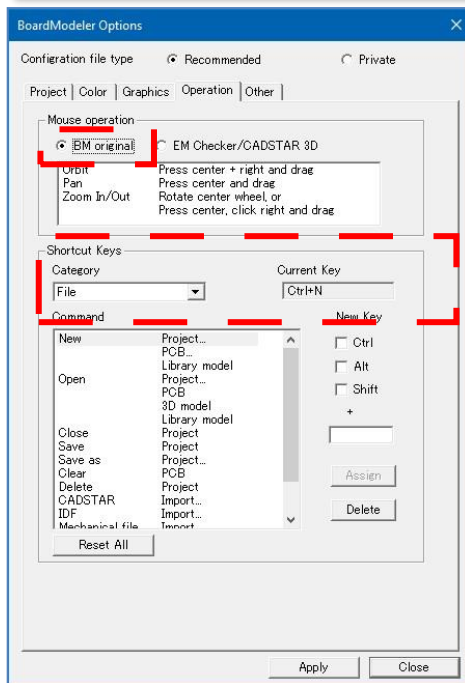 BoardModeler Options
Configration file type Recommended Private
Project Color Graphics Operation Other
Mouse operation
BM original EM Checker/CADSTAR 3D
Orbit Press center + right and drag
Pan Press center and drag
Zoom In/Out Rotate center wheel, or
Press center, click right and drag
Shortcut Keys
Category Current Key
File Ctrl+N
Command New Key
New Project...
PCB...
Library model
Open Project...
PCB
3D model
Library model
Close Project
Save Project
Save as Project...
Clear PCB
Delete Project
CADSTAR Import...
IDF Import...
Mechanical file Import
Ctrl
Alt
Shift
+
Assign
Delete
Reset All
Apply Close